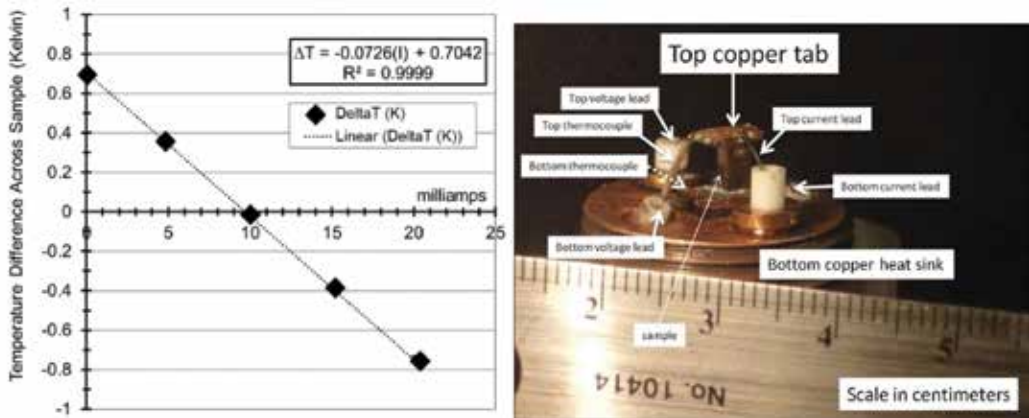 Temperature Difference Across Sample (Kelvin)
1
0.8
0.6
0.4
0.2
0
-0.2
-0.4
-0.6
-0.8
-1
ΔT = -0.0726(I) + 0.7042
R² = 0.9999
DeltaT (K)
Linear (DeltaT (K))
milliamps
0 5 10 15 20 25
Top copper tab
Top voltage lead
Top thermocouple
Bottom thermocouple
Top current lead
Bottom current lead
Bottom voltage lead
Bottom copper heat sink
sample
2 3 4 5
No. 10414
Scale in centimeters